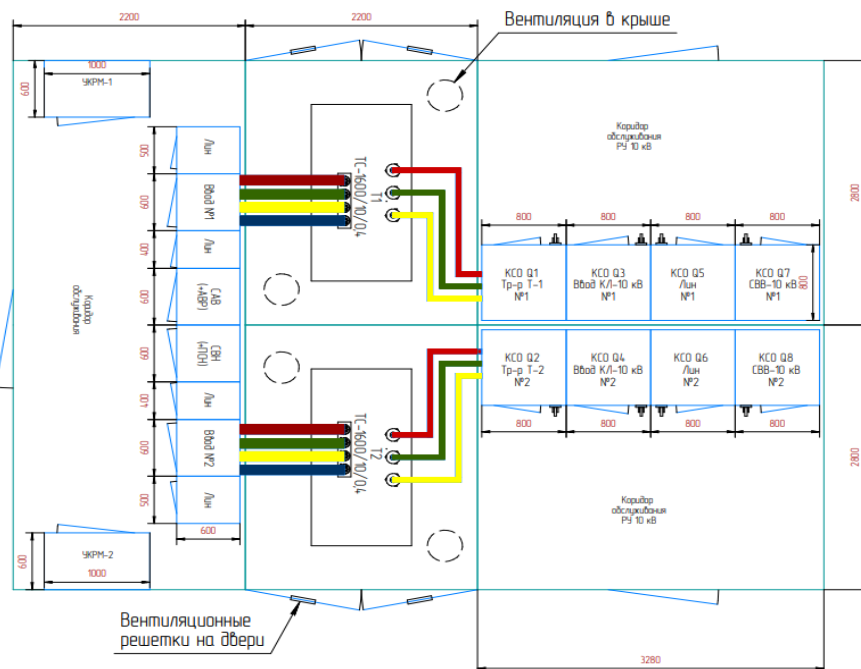 2200
2200
Вентиляция в крыше
1000
УКРМ-1
600
Коридор
обслуживания
РУ 10 кВ
2800
500
Лин
600
Ввод №1
400
Лин
600
САВ
(+АВР)
Коридор
обслуживания
600
СВН
(+ПСН)
400
Лин
600
Ввод №2
500
Лин
600
ТС-1600/10/0,4
Т1
ТС-1600/10/0,4
Т2
800
800
800
800
КСО Q1
Тр-р Т-1
№1
КСО Q3
Ввод КЛ-10 кВ
№1
КСО Q5
Лин
№1
КСО Q7
СВВ-10 кВ
№1
800
КСО Q2
Тр-р Т-2
№2
КСО Q4
Ввод КЛ-10 кВ
№2
КСО Q6
Лин
№2
КСО Q8
СВВ-10 кВ
№2
800
800
800
800
2800
Коридор
обслуживания
РУ 10 кВ
УКРМ-2
600
1000
Вентиляционные
решетки на двери
3280